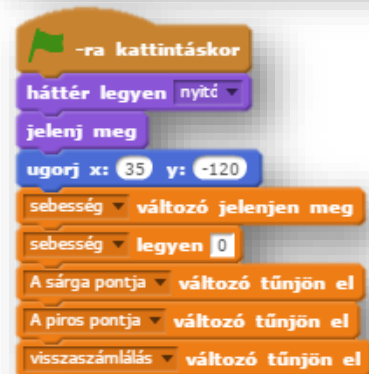 -ra kattintáskor
háttér legyen nyitó
jelenj meg
ugorj x: 35 y: -120
sebesség változó jelenjen meg
sebesség legyen 0
A sárga pontja változó tűnjön el
A piros pontja változó tűnjön el
visszaszámlálás változó tűnjön el